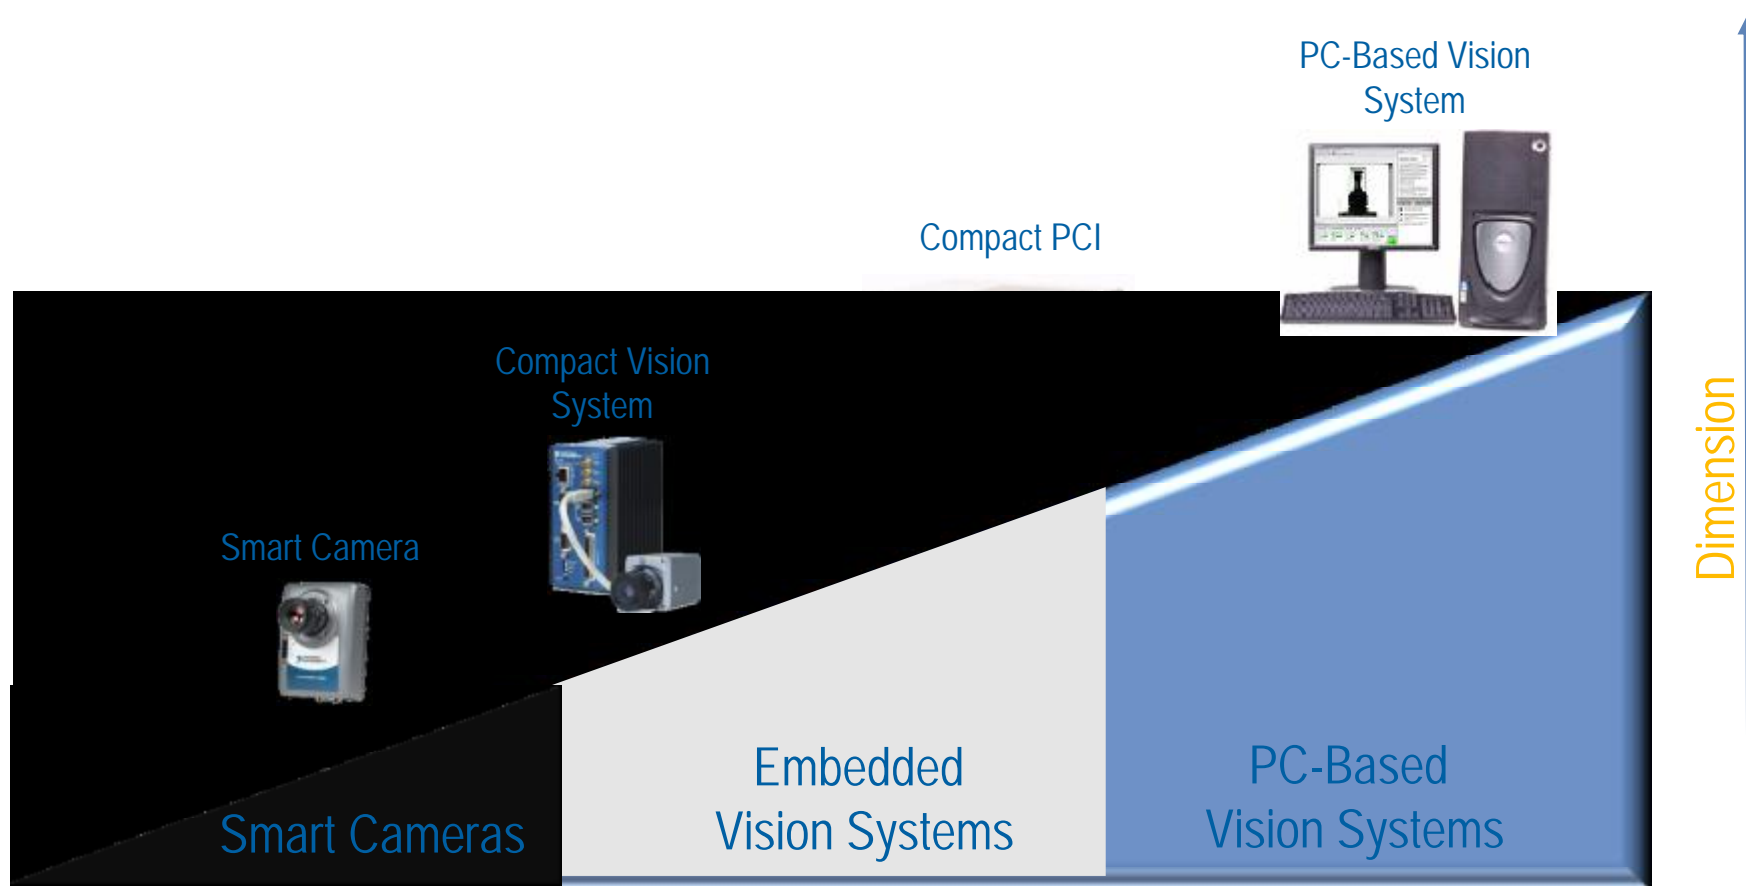 PC-Based Vision
System
Compact PCI
Compact Vision
System
Smart Camera
Dimension
Embedded
Vision Systems
PC-Based
Vision Systems
Smart Cameras